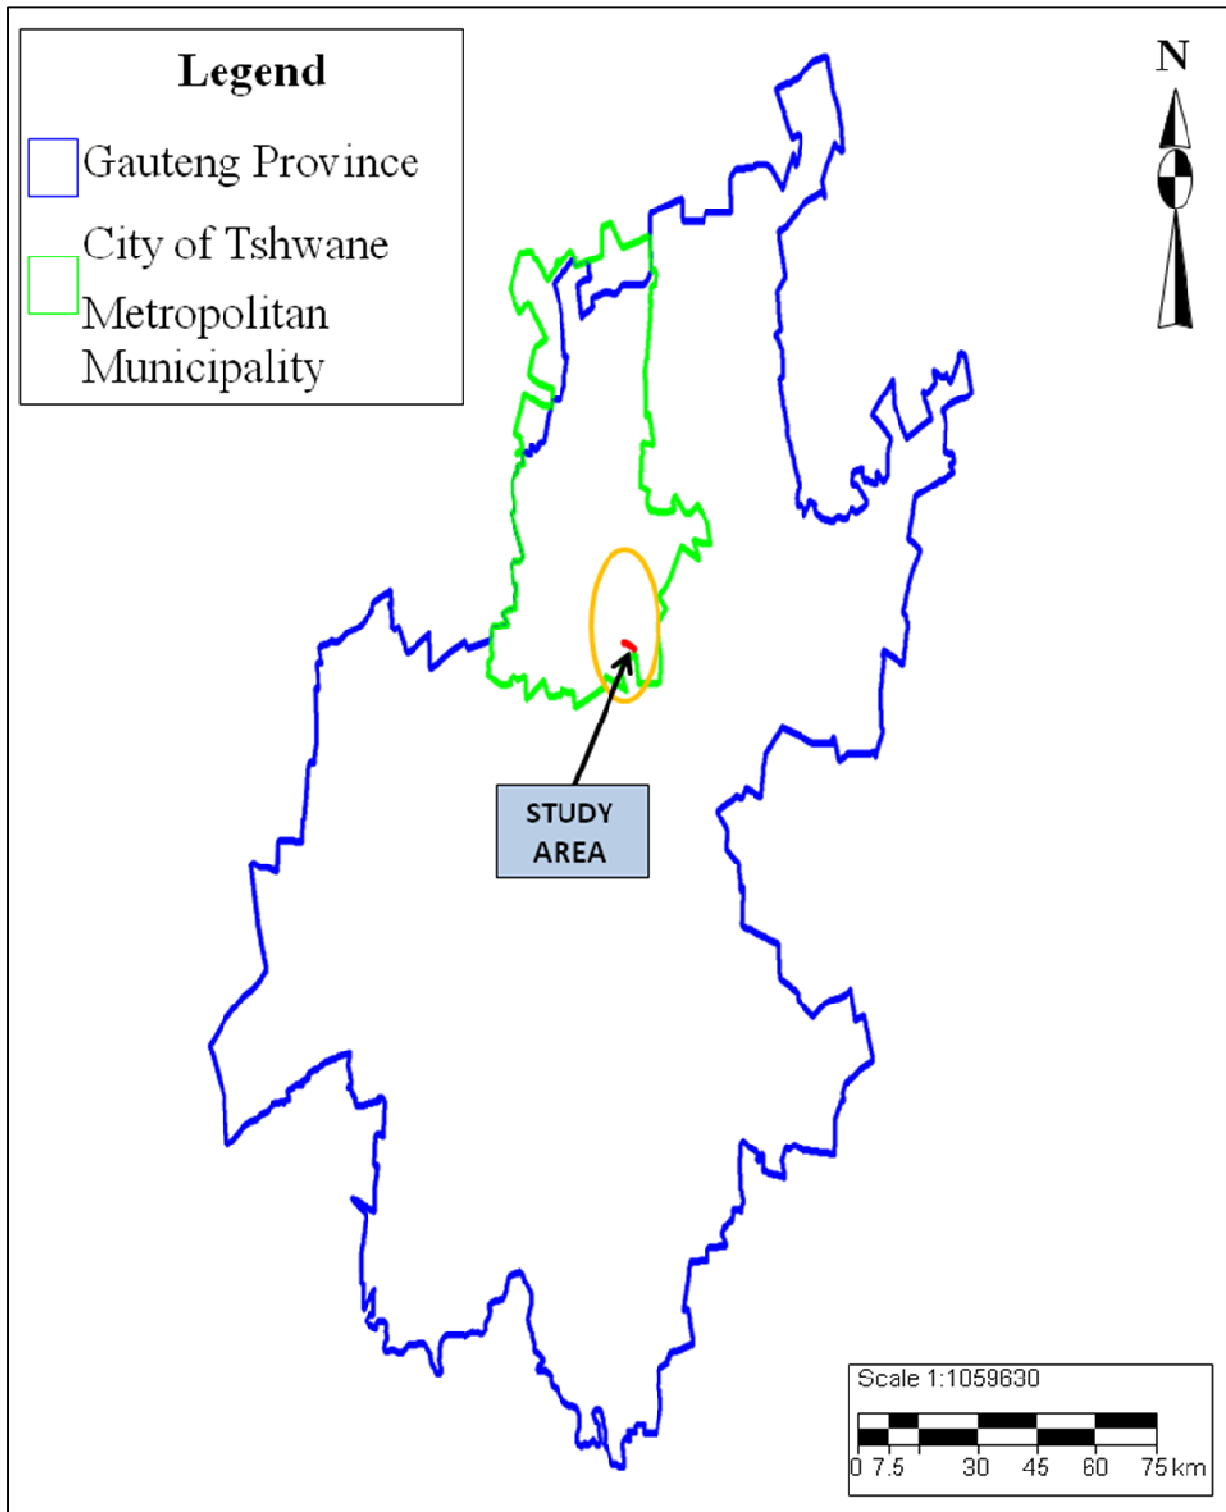 Legend
Gauteng Province
City of Tshwane
Metropolitan
Municipality
N
STUDY
AREA
Scale 1:1059630
0 7.5 30 45 60 75 km